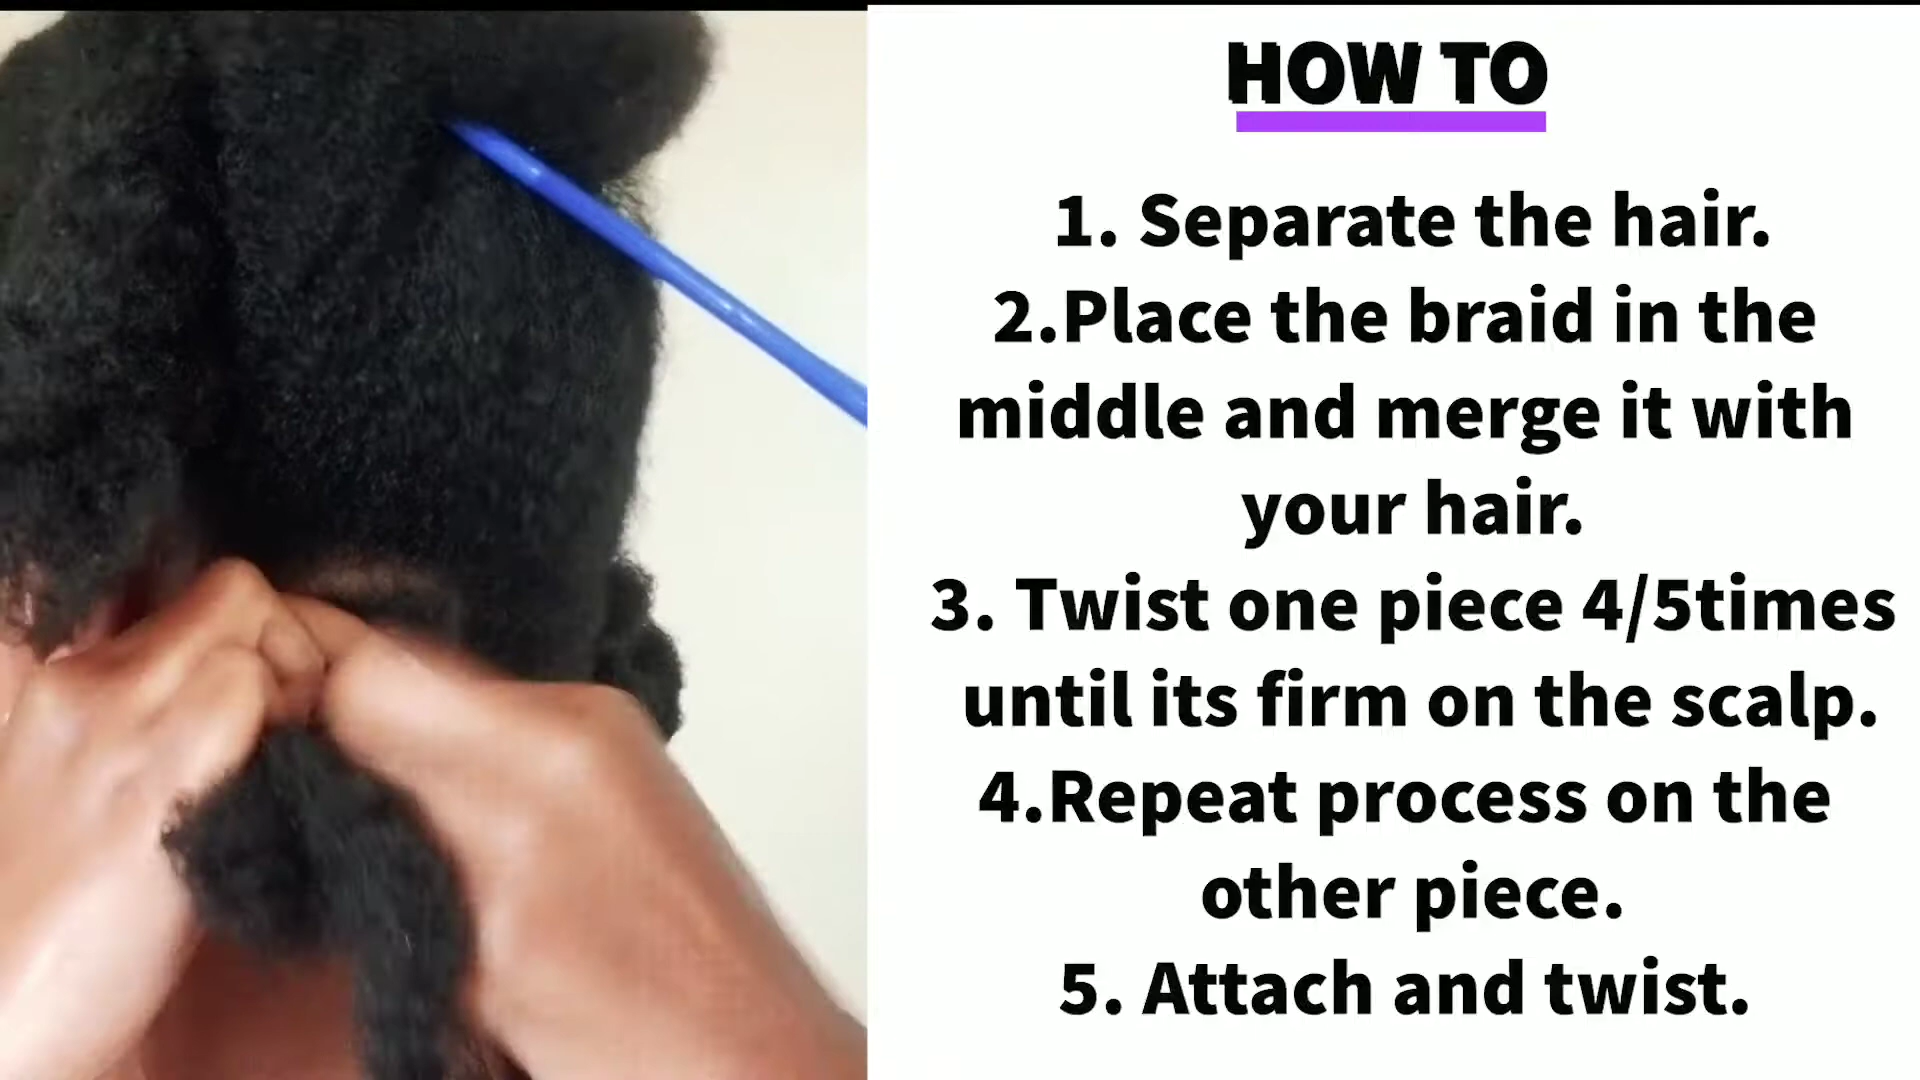 HOW TO
1. Separate the hair.
2.Place the braid in the
middle and merge it with
your hair.
3. Twist one piece 4/5times
until its firm on the scalp.
4.Repeat process on the
other piece.
5. Attach and twist.